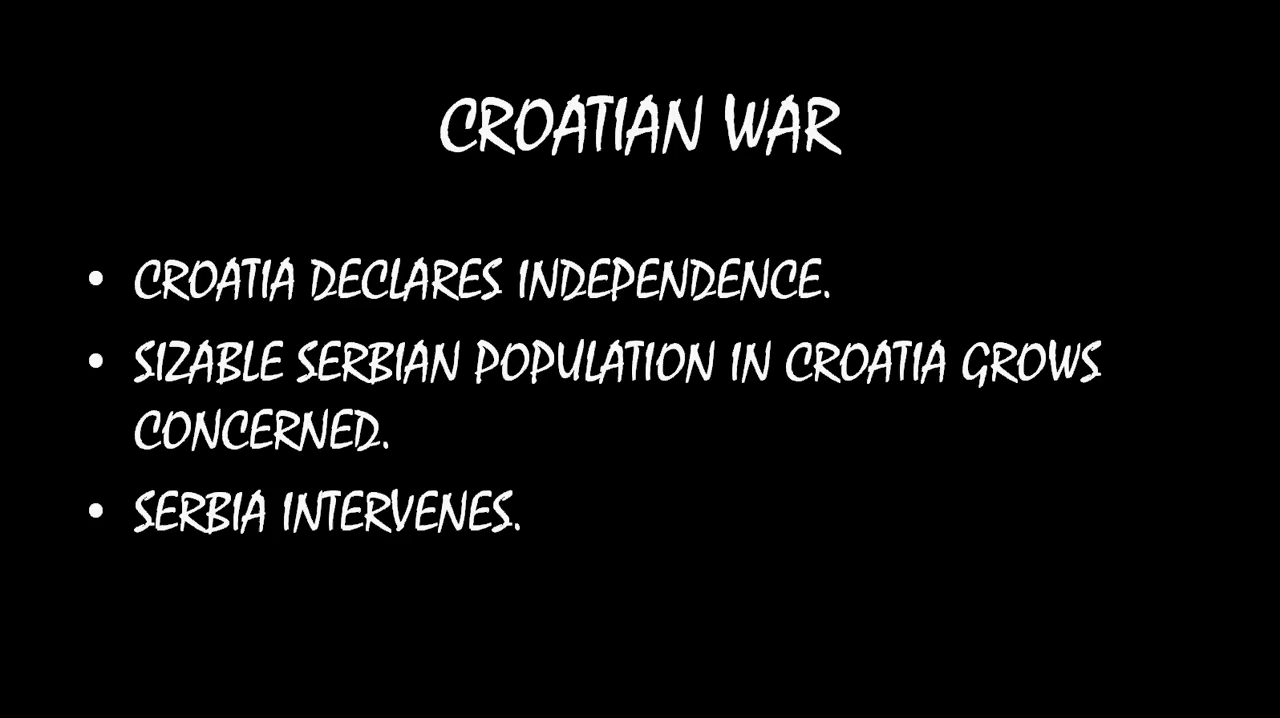 CROATIAN WAR
• CROATIA DECLARES INDEPENDENCE.
• SIZABLE SERBIAN POPULATION IN CROATIA GROWS
CONCERNED.
• SERBIA INTERVENES.